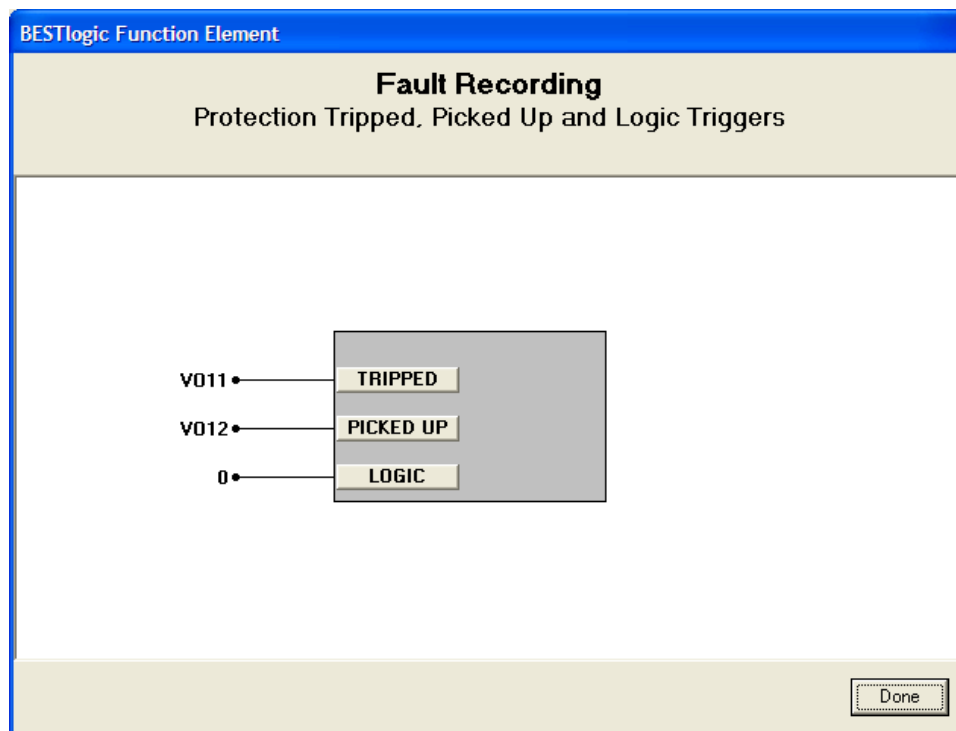 BESTlogic Function Element
Fault Recording
Protection Tripped, Picked Up and Logic Triggers
VO11 TRIPPED
VO12 PICKED UP
0 LOGIC
Done